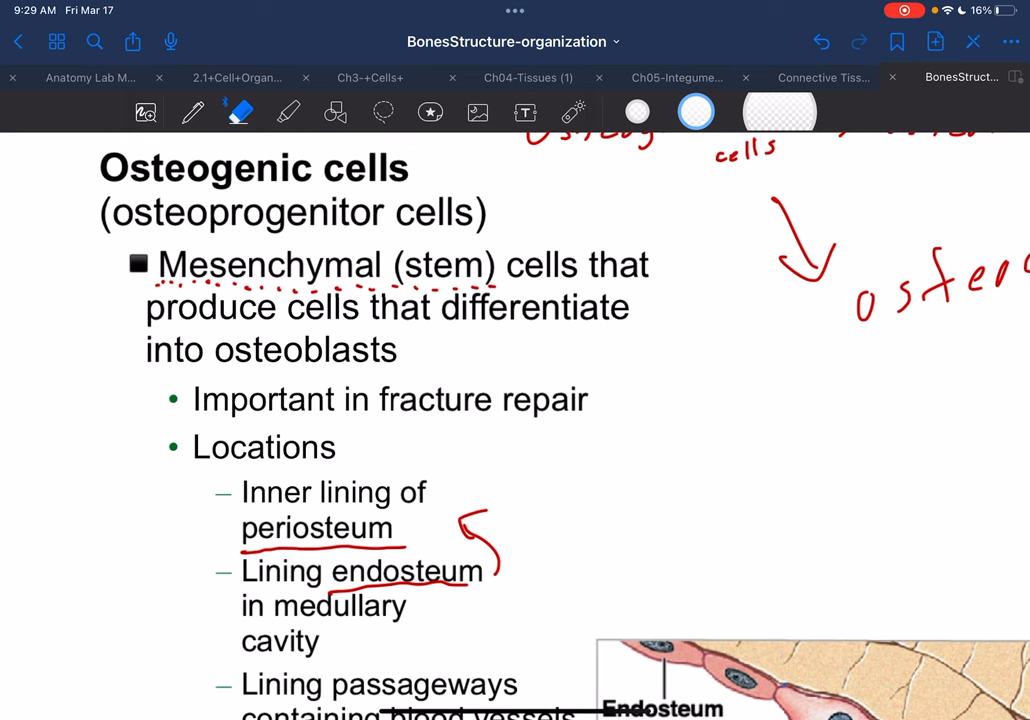 9:29 AM Fri Mar 17
16%
BonesStructure-organization
Anatomy Lab M...
2.1+Cell+Organ...
Ch3-+Cells+
Ch04-Tissues (1)
Ch05-Integume...
Connective Tiss...
BonesStruct...
cells
Osteogenic cells
(osteoprogenitor cells)
Mesenchymal (stem) cells that
produce cells that differentiate
into osteoblasts
• Important in fracture repair
• Locations
– Inner lining of
periosteum
– Lining endosteum
in medullary
cavity
– Lining passageways
containing blood vessels
Endosteum